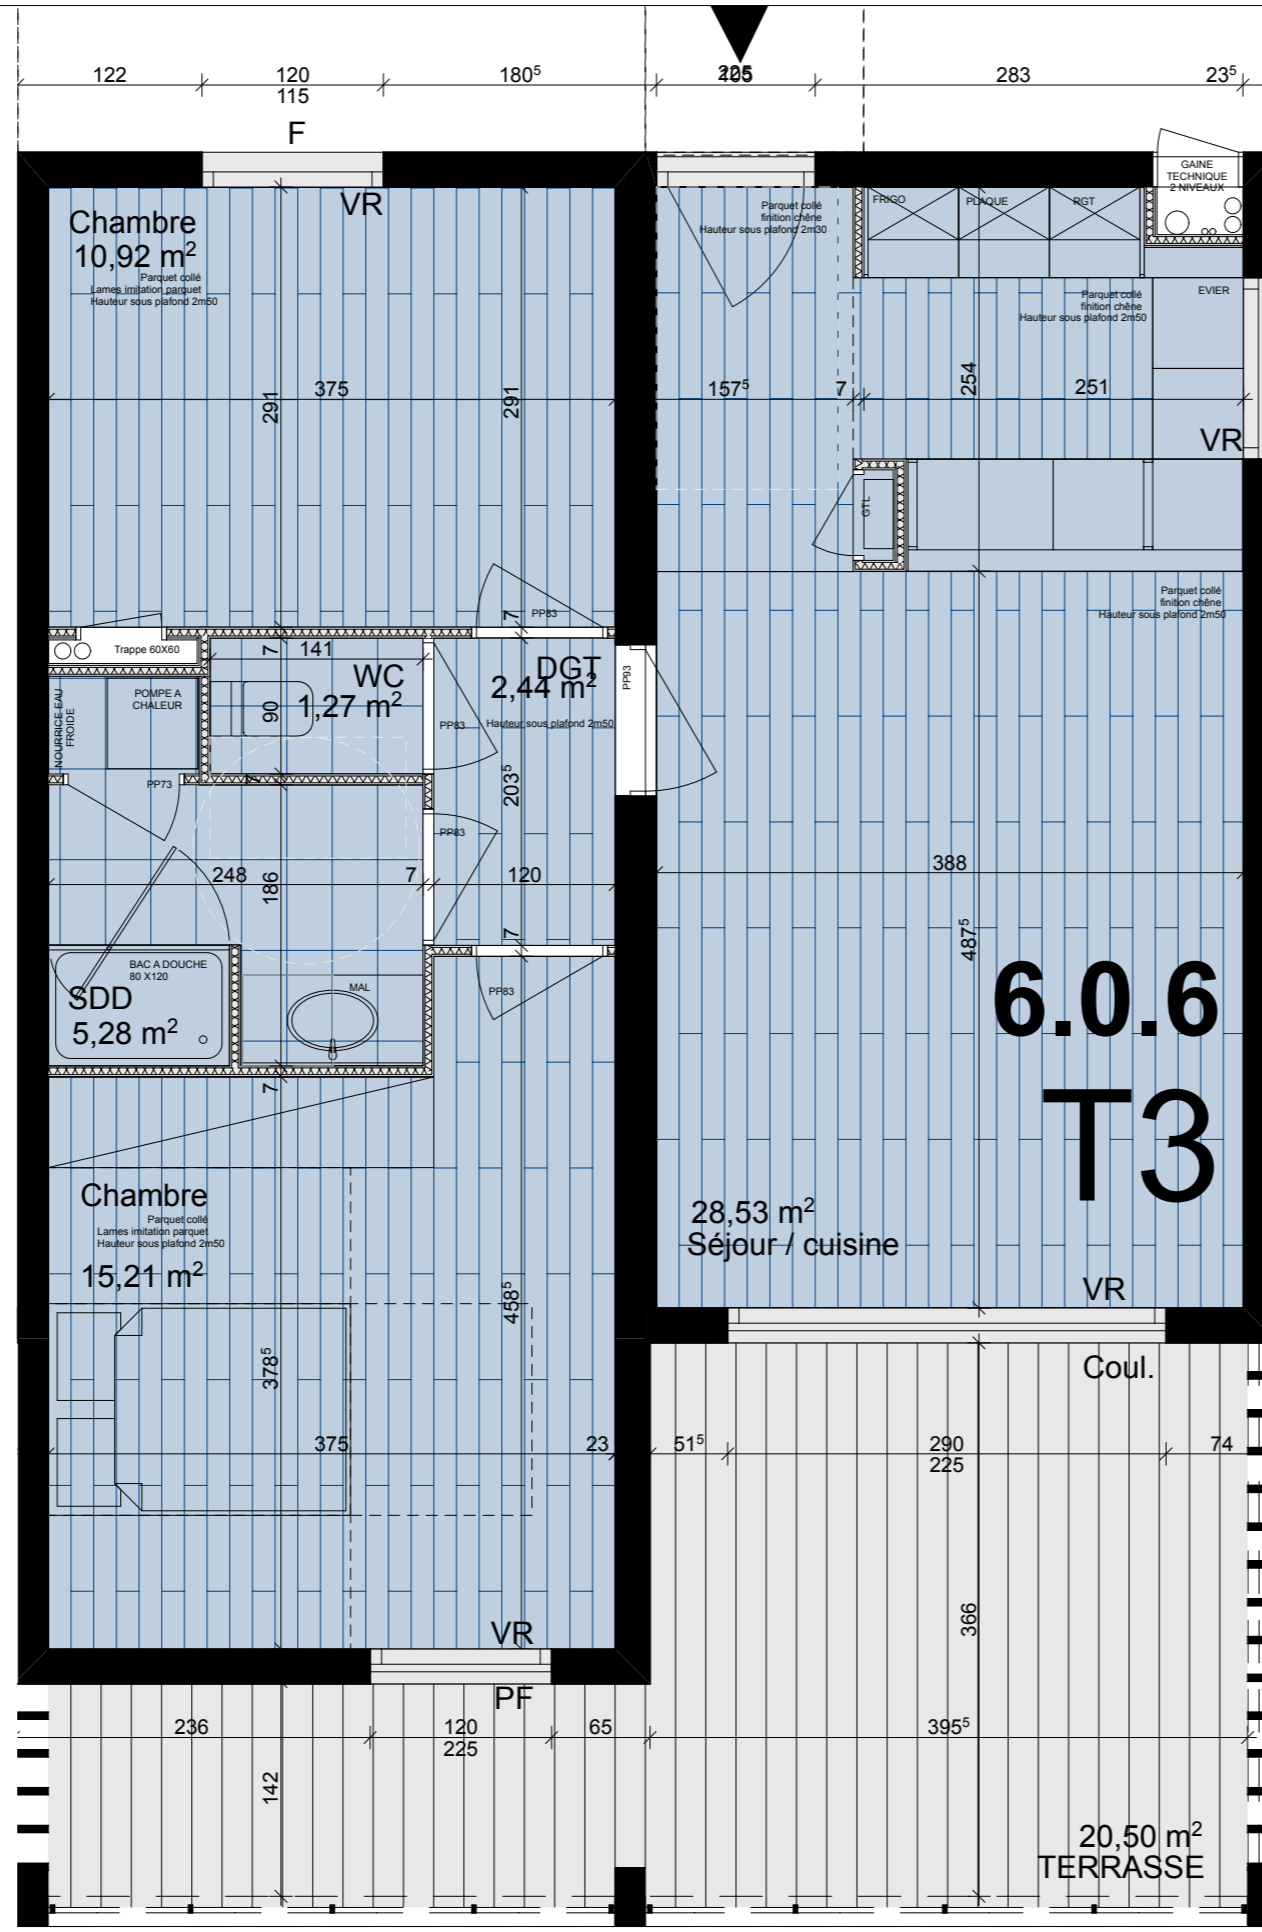 122
120
115
180⁵
283
23⁵
F
VR
GAINE
TECHNIQUE
2 NIVEAUX
Chambre
10,92 m²
Parquet collé
Lames imitation parquet
Hauteur sous plafond 2m50
Parquet collé
finition chêne
Hauteur sous plafond 2m30
FRIGO
PLAQUE
RGT
EVIER
Parquet collé
finition chêne
Hauteur sous plafond 2m50
375
291
291
157⁵
7
254
251
VR
GTL
Parquet collé
finition chêne
Hauteur sous plafond 2m50
PP83
7
Trappe 60X60
7
141
WC
1,27 m²
DGT
2,44 m²
Hauteur sous plafond 2m50
PP93
NOURRICE EAU
FROIDE
POMPE A
CHALEUR
90
PP83
PP73
7
203⁵
PP83
248
186
7
120
388
7
487⁵
BAC A DOUCHE
80 X120
SDD
5,28 m²
MAL
PP83
6.0.6
T3
7
Chambre
Parquet collé
Lames imitation parquet
Hauteur sous plafond 2m50
15,21 m²
28,53 m²
Séjour / cuisine
VR
458⁵
378⁵
Coul.
375
23
51⁵
290
225
74
366
VR
PF
236
120
225
65
395⁵
142
20,50 m²
TERRASSE